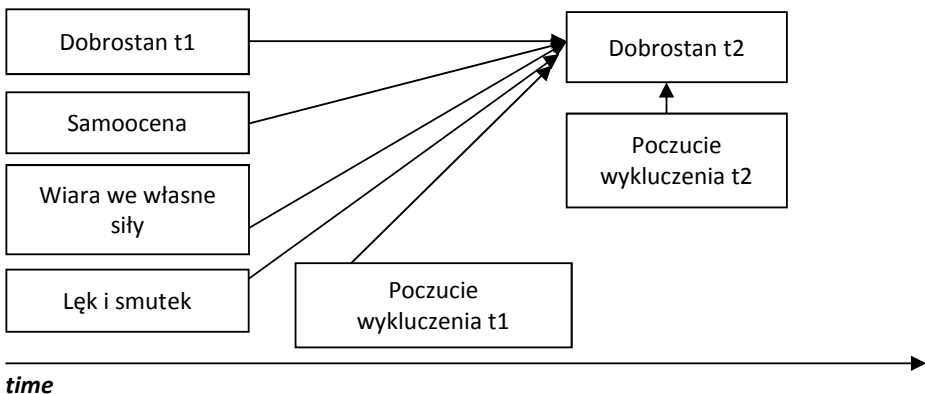 Dobrostan t1
Dobrostan t2
Samoocena
Poczucie
wykluczenia t2
Wiara we własne
siły
Lęk i smutek
Poczucie
wykluczenia t1
time